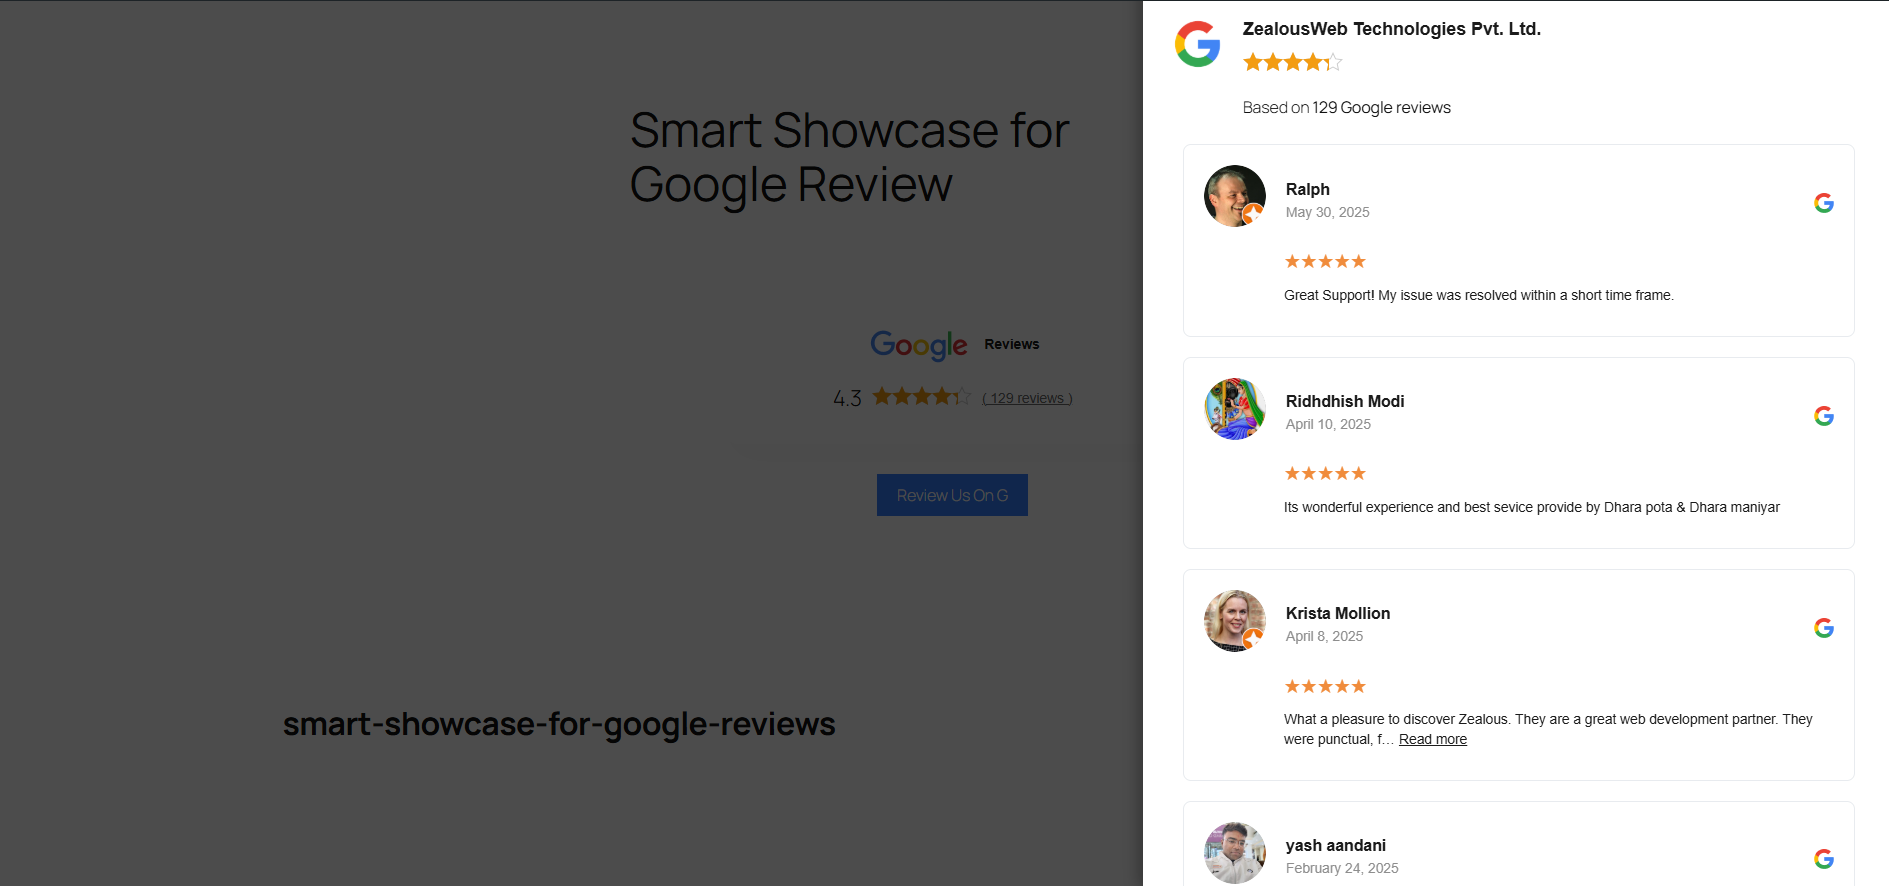 Smart Showcase for
Google Review
Google Reviews
4.3 ( 129 reviews )
Review Us On G
smart-showcase-for-google-reviews
ZealousWeb Technologies Pvt. Ltd.
Based on 129 Google reviews
Ralph
May 30, 2025
Great Support! My issue was resolved within a short time frame.
Ridhdhish Modi
April 10, 2025
Its wonderful experience and best sevice provide by Dhara pota & Dhara maniyar
Krista Mollion
April 8, 2025
What a pleasure to discover Zealous. They are a great web development partner. They
were punctual, f... Read more
yash aandani
February 24, 2025